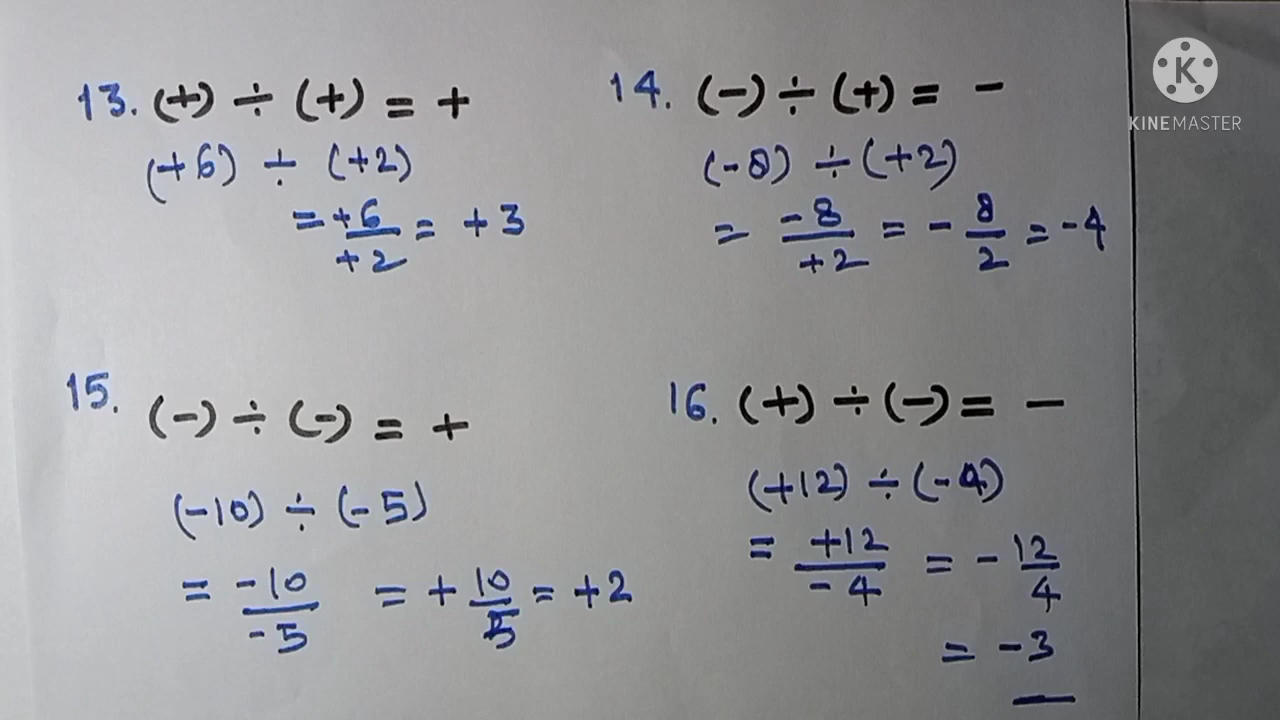 13. (+) ÷ (+) = +
(+6) ÷ (+2)
= +6/+2 = +3
14. (-) ÷ (+) = -
(-8) ÷ (+2)
= -8/+2 = - 8/2 = -4
15. (-) ÷ (-) = +
(-10) ÷ (-5)
= -10/-5 = + 10/5 = +2
16. (+) ÷ (-) = -
(+12) ÷ (-4)
= +12/-4 = - 12/4
= -3
K
KINEMASTER